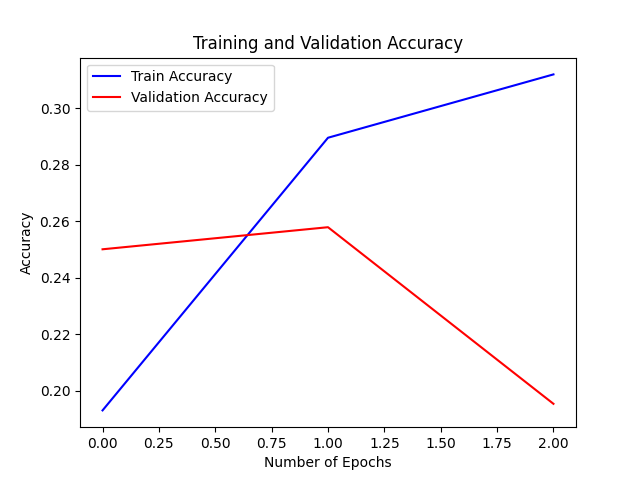 Training and Validation Accuracy
Train Accuracy
Validation Accuracy
Accuracy
0.30
0.28
0.26
0.24
0.22
0.20
0.00 0.25 0.50 0.75 1.00 1.25 1.50 1.75 2.00
Number of Epochs